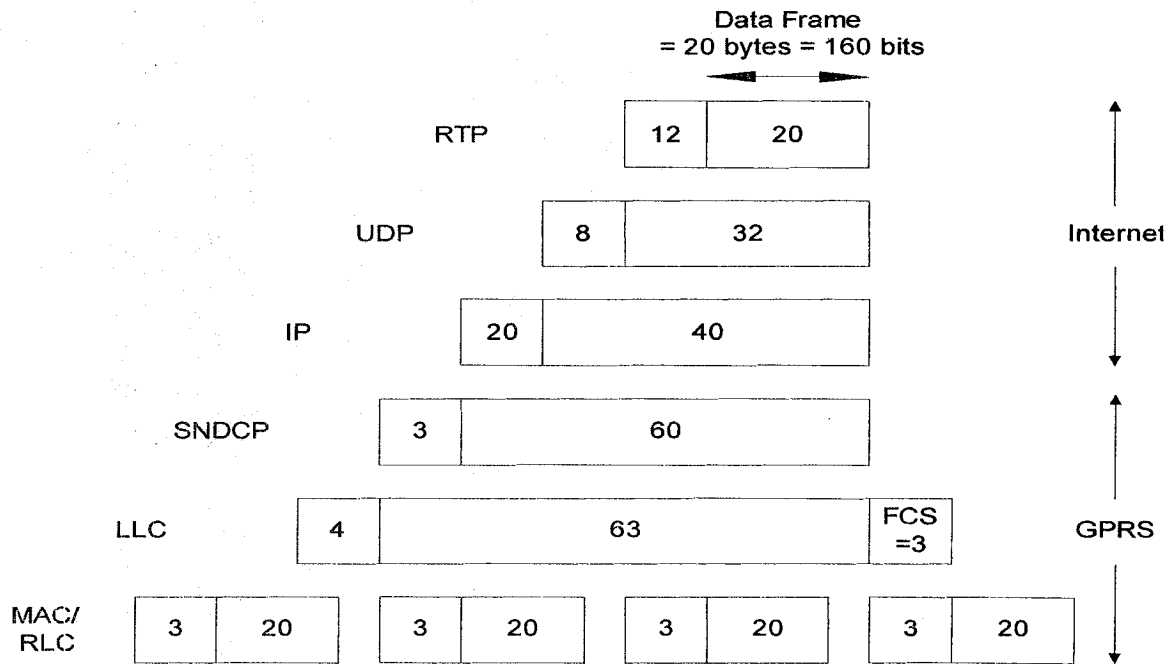 Data Frame
= 20 bytes = 160 bits
RTP 12 20
UDP 8 32 Internet
IP 20 40
SNDCP 3 60
LLC 4 63 FCS =3 GPRS
MAC/
RLC 3 20 3 20 3 20 3 20